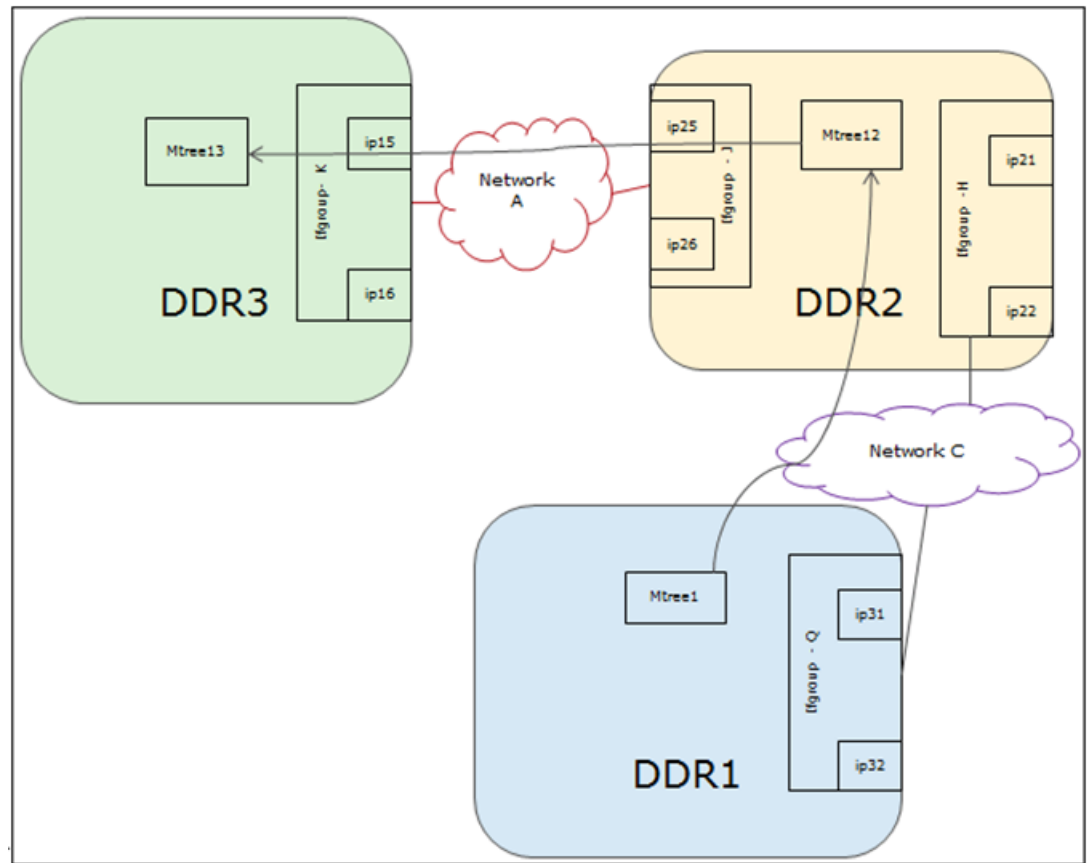 Mtree13
ip15
Ifgroup- K
ip16
DDR3
Network
A
ip25
Ifgroup - J
ip26
Mtree12
ip21
Ifgroup -H
ip22
DDR2
Network C
Mtree1
ip31
Ifgroup - Q
ip32
DDR1